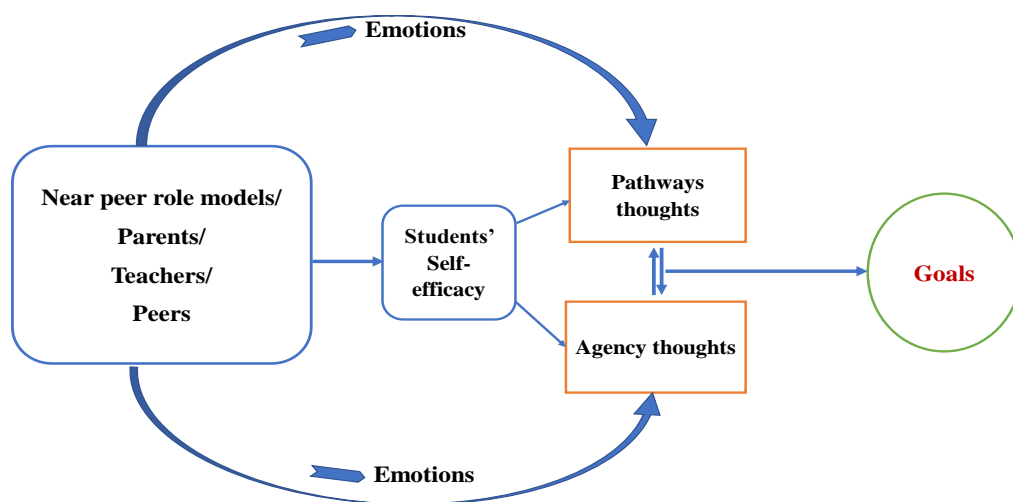 Emotions
Near peer role models/
Parents/
Teachers/
Peers
Students’
Self-
efficacy
Pathways
thoughts
Agency thoughts
Goals
Emotions